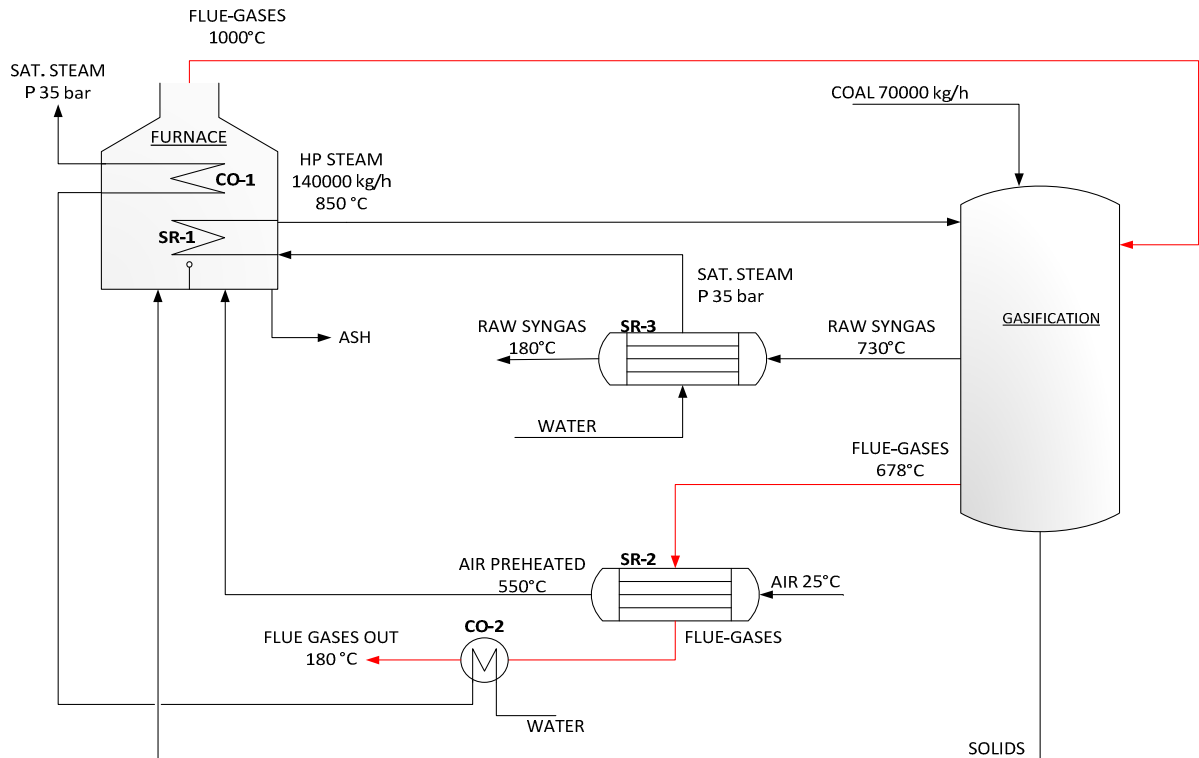 FLUE-GASES
1000°C
SAT. STEAM
P 35 bar
COAL 70000 kg/h
FURNACE
HP STEAM
140000 kg/h
850 °C
CO-1
SR-1
SAT. STEAM
P 35 bar
GASIFICATION
SR-3
RAW SYNGAS
180°C
RAW SYNGAS
730°C
ASH
WATER
FLUE-GASES
678°C
SR-2
AIR PREHEATED
550°C
AIR 25°C
CO-2
FLUE-GASES
FLUE GASES OUT
180 °C
WATER
SOLIDS